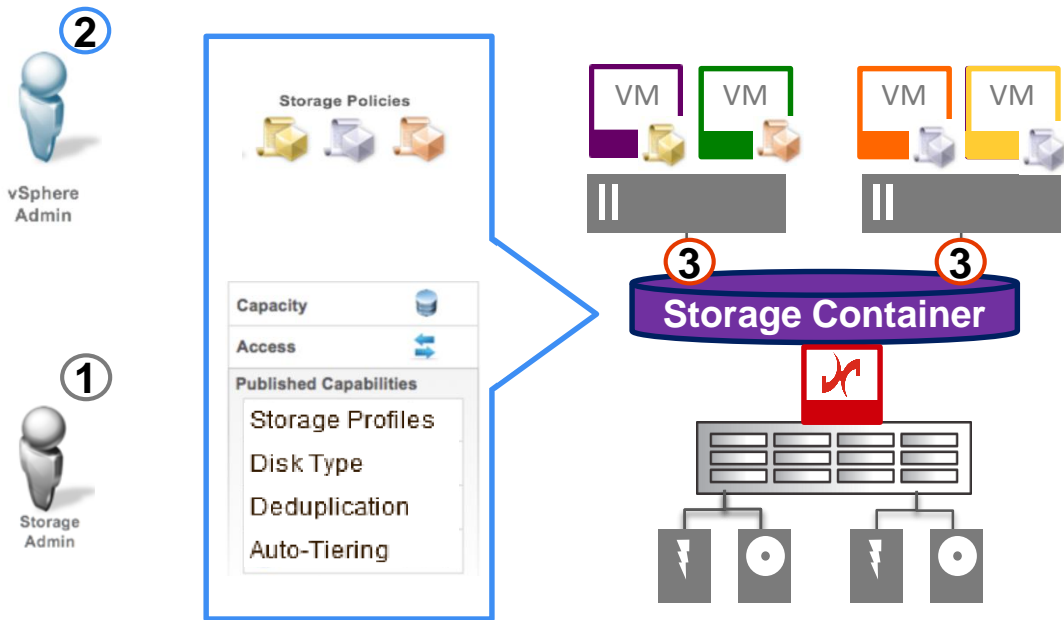 2
vSphere
Admin
Storage Policies
Capacity
Access
Published Capabilities
Storage Profiles
Disk Type
Deduplication
Auto-Tiering
1
Storage
Admin
VM
VM
VM
VM
3
3
Storage Container